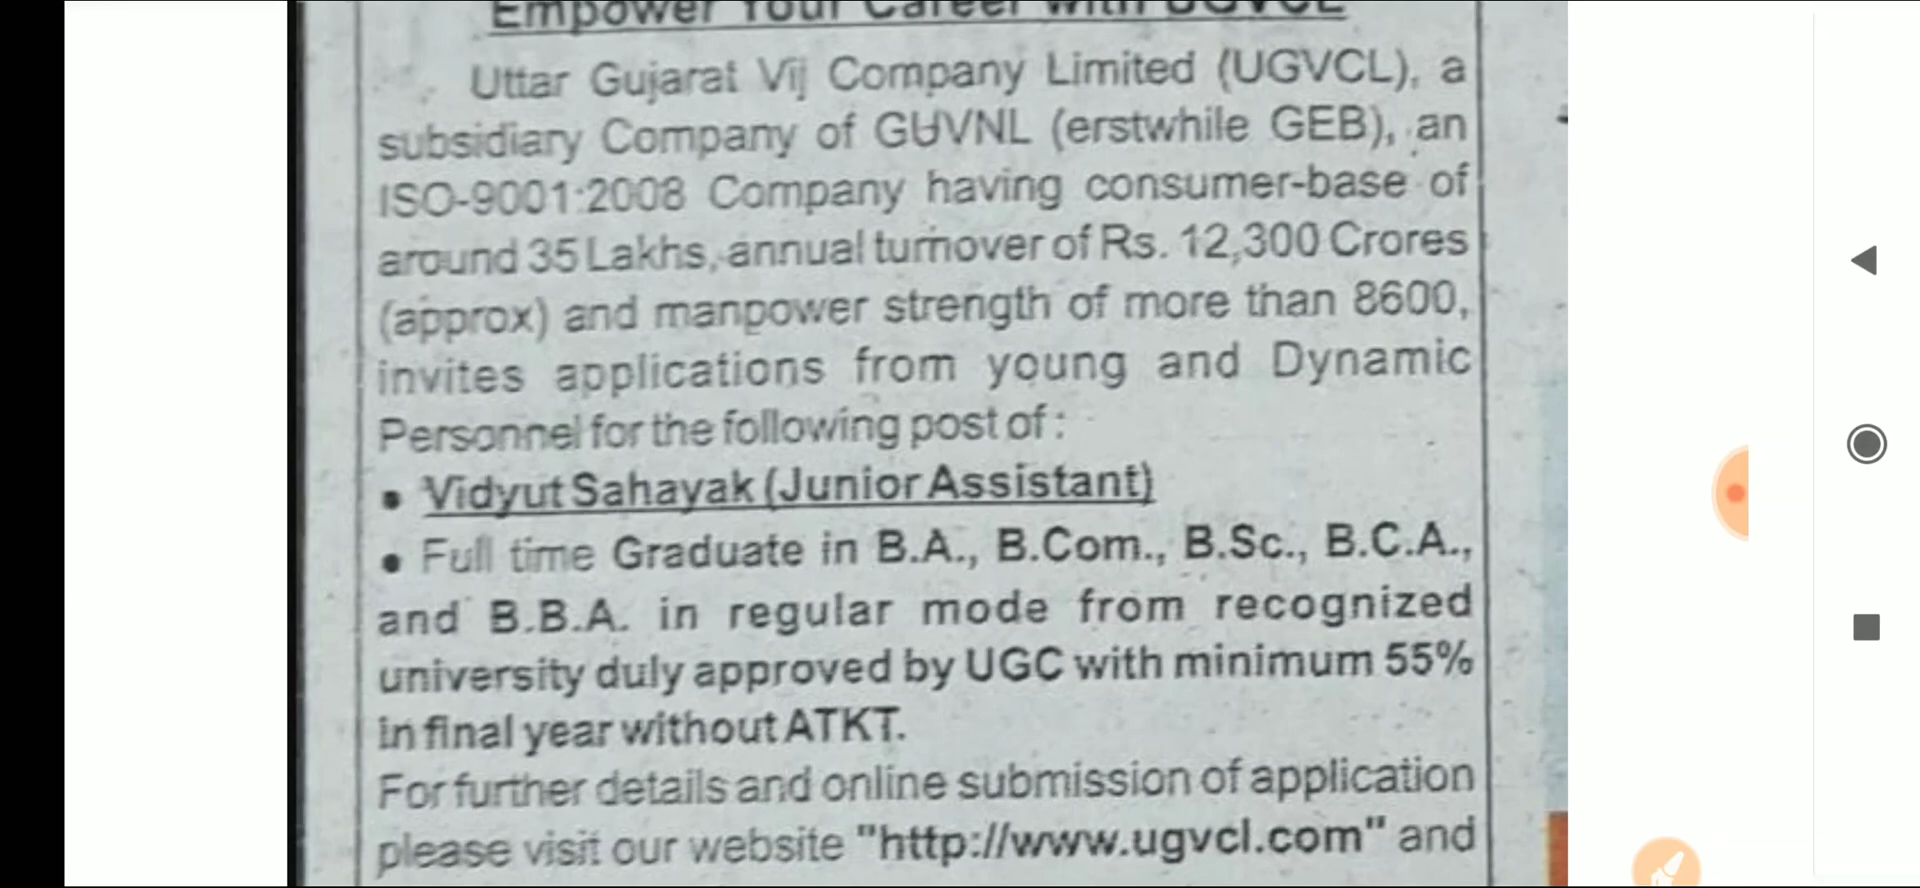 Empower Your Career with UGVCL
Uttar Gujarat Vij Company Limited (UGVCL), a
subsidiary Company of GUVNL (erstwhile GEB), an
ISO-9001:2008 Company having consumer-base of
around 35 Lakhs, annual turnover of Rs. 12,300 Crores
(approx) and manpower strength of more than 8600,
invites applications from young and Dynamic
Personnel for the following post of :
• Vidyut Sahayak (Junior Assistant)
• Full time Graduate in B.A., B.Com., B.Sc., B.C.A.,
and B.B.A. in regular mode from recognized
university duly approved by UGC with minimum 55%
in final year without ATKT.
For further details and online submission of application
please visit our website "http://www.ugvcl.com" and